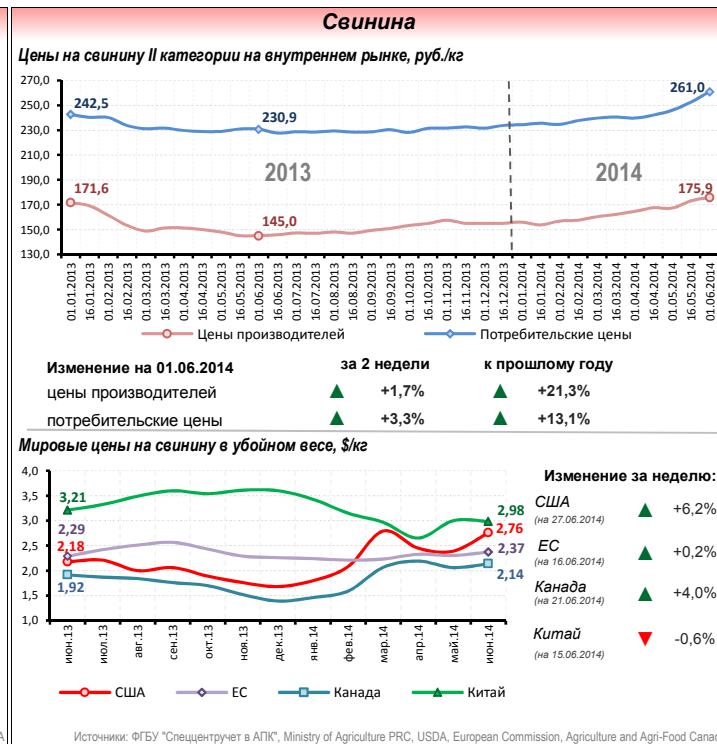 Свинина
Цены на свинину II категории на внутреннем рынке, руб./кг
270,0
250,0
230,0
210,0
190,0
170,0
150,0
130,0
242,5
230,9
261,0
2013
2014
171,6
145,0
175,9
01.01.2013
16.01.2013
01.02.2013
16.02.2013
01.03.2013
16.03.2013
01.04.2013
16.04.2013
01.05.2013
16.05.2013
01.06.2013
16.06.2013
01.07.2013
16.07.2013
01.08.2013
16.08.2013
01.09.2013
16.09.2013
01.10.2013
16.10.2013
01.11.2013
16.11.2013
01.12.2013
16.12.2013
01.01.2014
16.01.2014
01.02.2014
16.02.2014
01.03.2014
16.03.2014
01.04.2014
16.04.2014
01.05.2014
16.05.2014
01.06.2014
Цены производителей Потребительские цены
Изменение на 01.06.2014 за 2 недели к прошлому году
цены производителей +1,7% +21,3%
потребительские цены +3,3% +13,1%
Мировые цены на свинину в убойном весе, $/кг
4,0
3,5
3,0
2,5
2,0
1,5
1,0
3,21
2,29
2,18
1,92
2,98
2,76
2,37
2,14
июн.13
июл.13
авг.13
сен.13
окт.13
ноя.13
дек.13
янв.14
фев.14
мар.14
апр.14
май.14
июн.14
США ЕС Канада Китай
Изменение за неделю:
США +6,2%
(на 27.06.2014)
ЕС +0,2%
(на 16.06.2014)
Канада +4,0%
(на 21.06.2014)
Китай -0,6%
(на 15.06.2014)
А
Источники: ФГБУ "Спеццентручет в АПК", Ministry of Agriculture PRC, USDA, European Commission, Agriculture and Agri-Food Canad